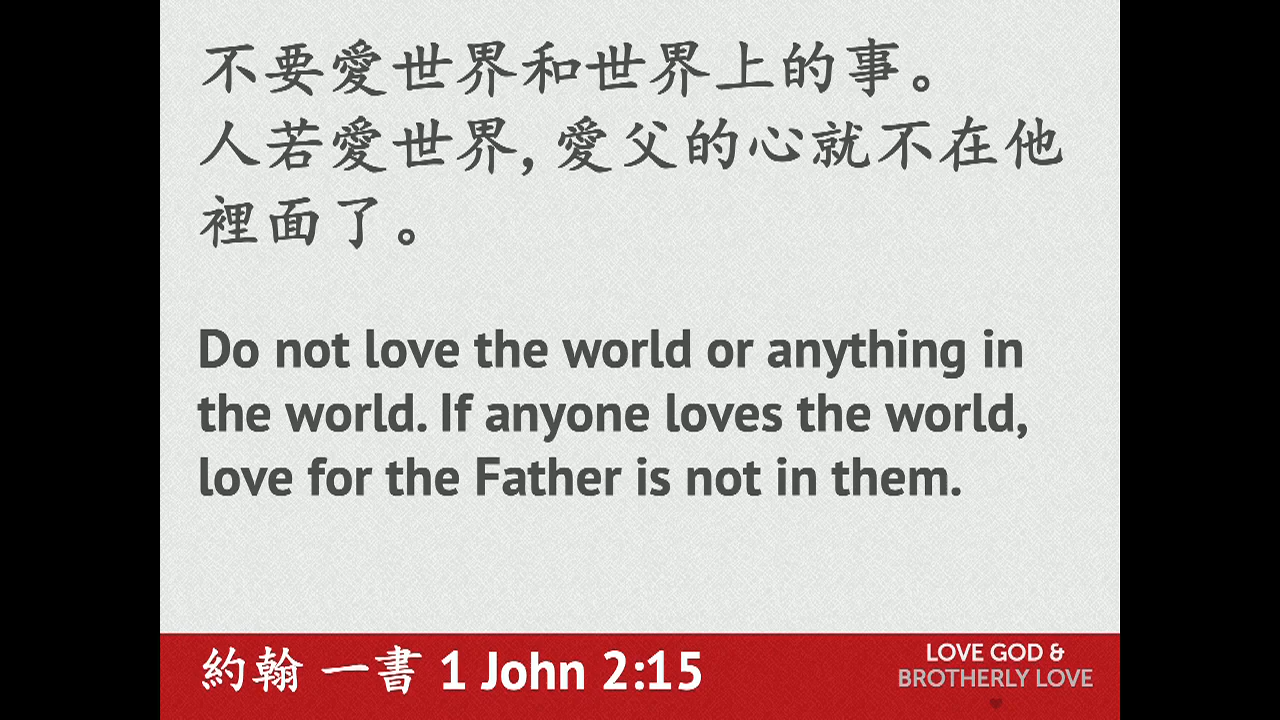 不要愛世界和世界上的事。
人若愛世界,愛父的心就不在他
裡面了。
Do not love the world or anything in
the world. If anyone loves the world,
love for the Father is not in them.
約翰 一書 1 John 2:15
LOVE GOD &
BROTHERLY LOVE